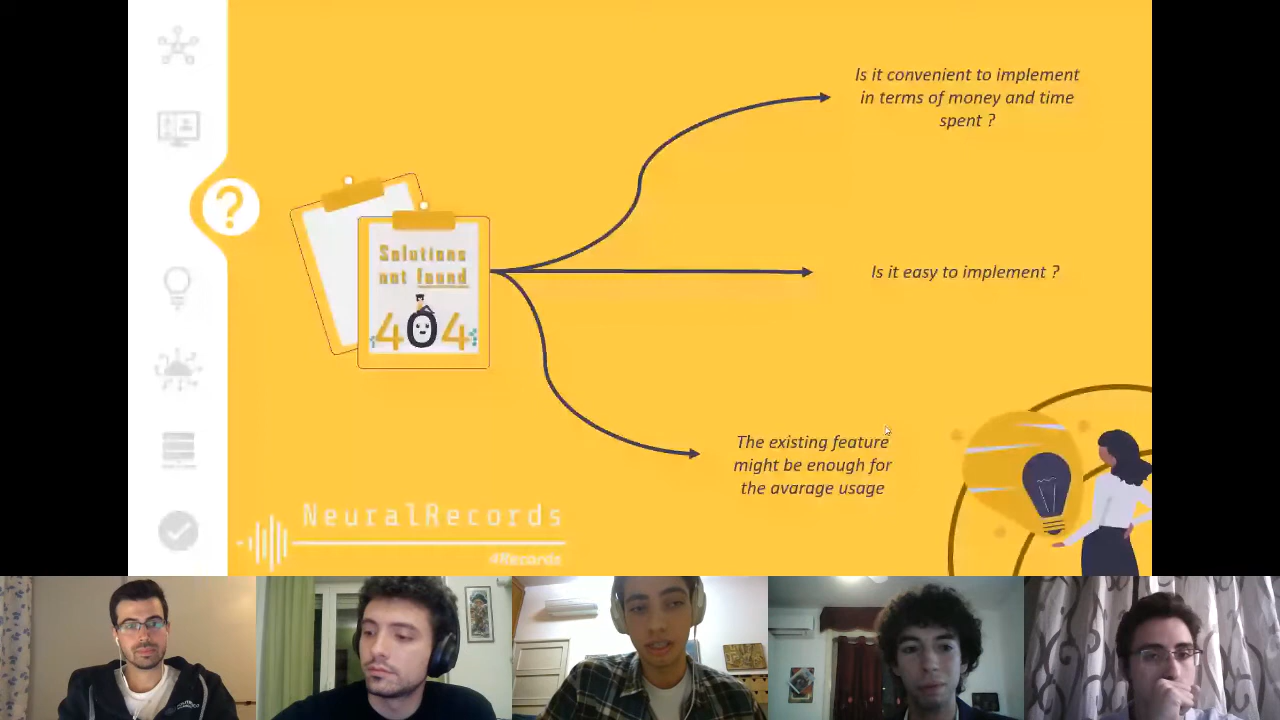 Is it convenient to implement
in terms of money and time
spent ?
Solutions
not found
404
Is it easy to implement ?
The existing feature
might be enough for
the avarage usage
NeuralRecords
4Records